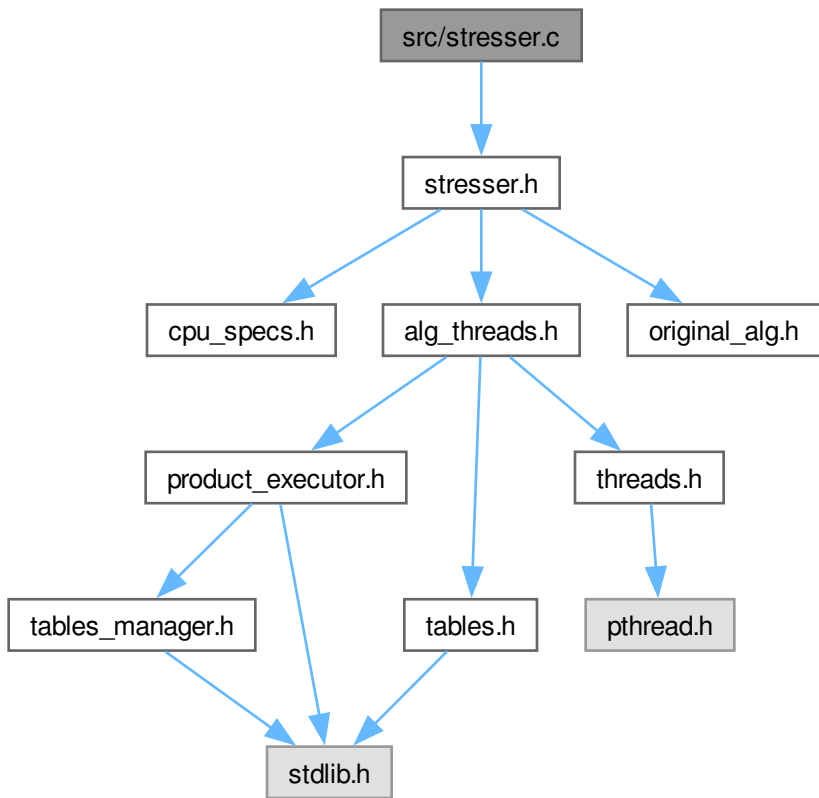 src/stresser.c
stresser.h
cpu_specs.h
alg_threads.h
original_alg.h
product_executor.h
threads.h
tables_manager.h
tables.h
pthread.h
stdlib.h